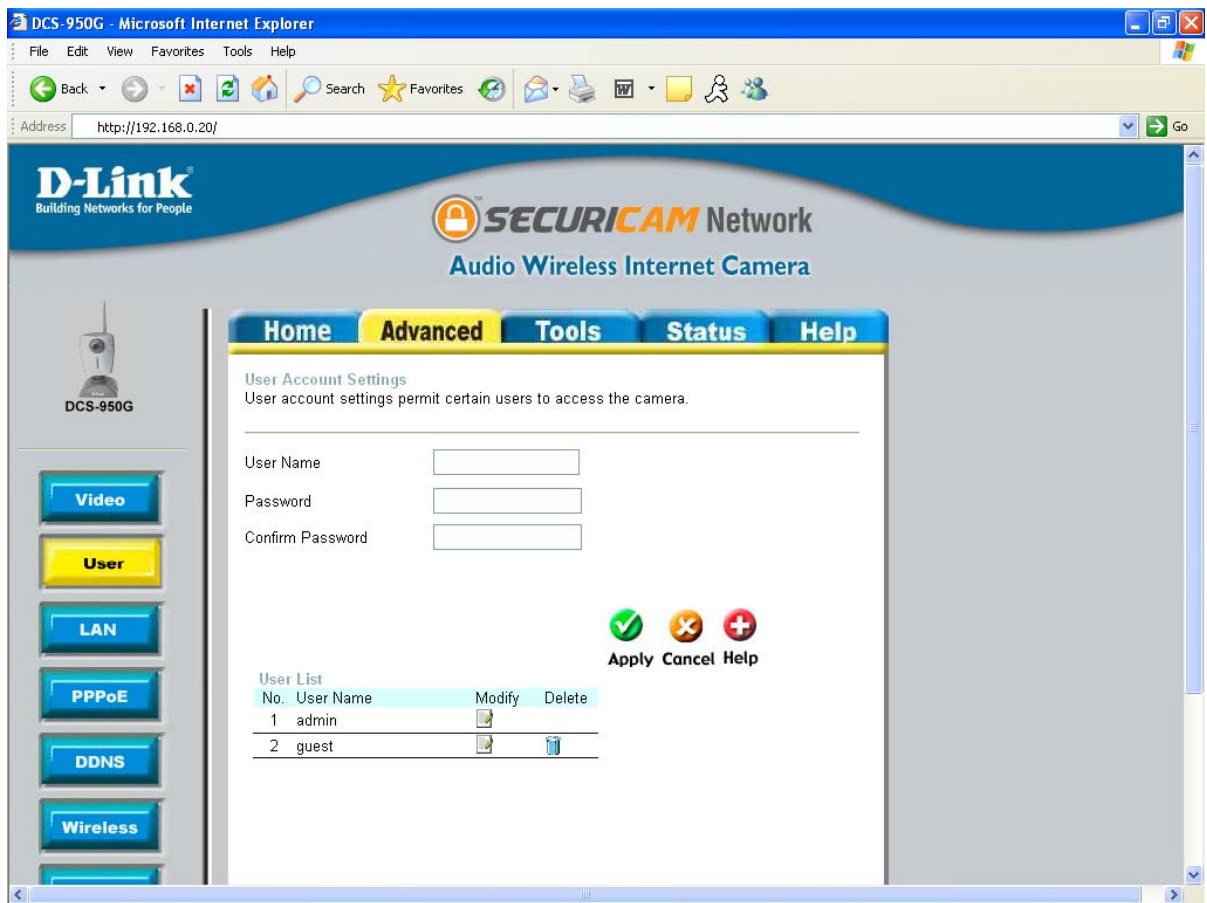 DCS-950G - Microsoft Internet Explorer
File Edit View Favorites Tools Help
Back Search Favorites
Address http://192.168.0.20/ Go
D-Link
Building Networks for People
SECURICAM Network
Audio Wireless Internet Camera
DCS-950G
Home Advanced Tools Status Help
User Account Settings
User account settings permit certain users to access the camera.
User Name
Password
Confirm Password
Video
User
LAN
PPPoE
DDNS
Wireless
Apply Cancel Help
User List
No. User Name Modify Delete
1 admin
2 guest